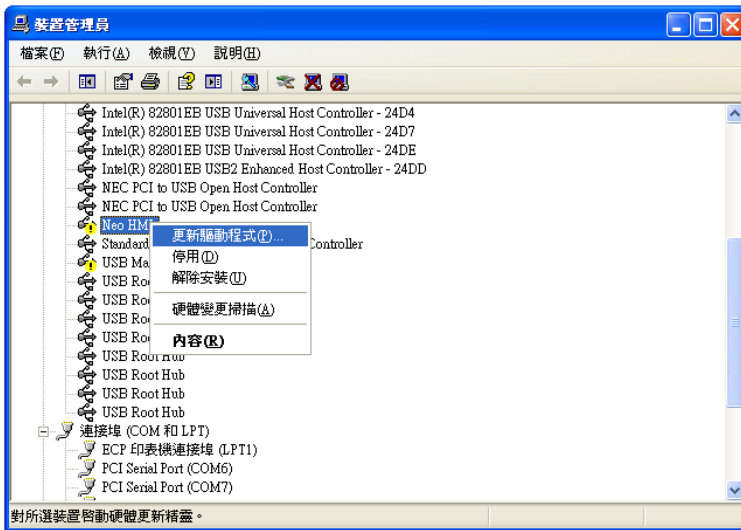 裝置管理員
檔案(F) 執行(A) 檢視(V) 說明(H)
Intel(R) 82801EB USB Universal Host Controller - 24D4
Intel(R) 82801EB USB Universal Host Controller - 24D7
Intel(R) 82801EB USB Universal Host Controller - 24DE
Intel(R) 82801EB USB2 Enhanced Host Controller - 24DD
NEC PCI to USB Open Host Controller
NEC PCI to USB Open Host Controller
Neo HMI
更新驅動程式(P)...
Standard Controller
停用(D)
USB Ma
解除安裝(U)
USB Ro
USB Ro
硬體變更掃描(A)
USB Ro
USB Ro
內容(R)
USB Root Hub
USB Root Hub
USB Root Hub
USB Root Hub
連接埠 (COM 和 LPT)
ECP 印表機連接埠 (LPT1)
PCI Serial Port (COM6)
PCI Serial Port (COM7)
對所選裝置啓動硬體更新精靈。